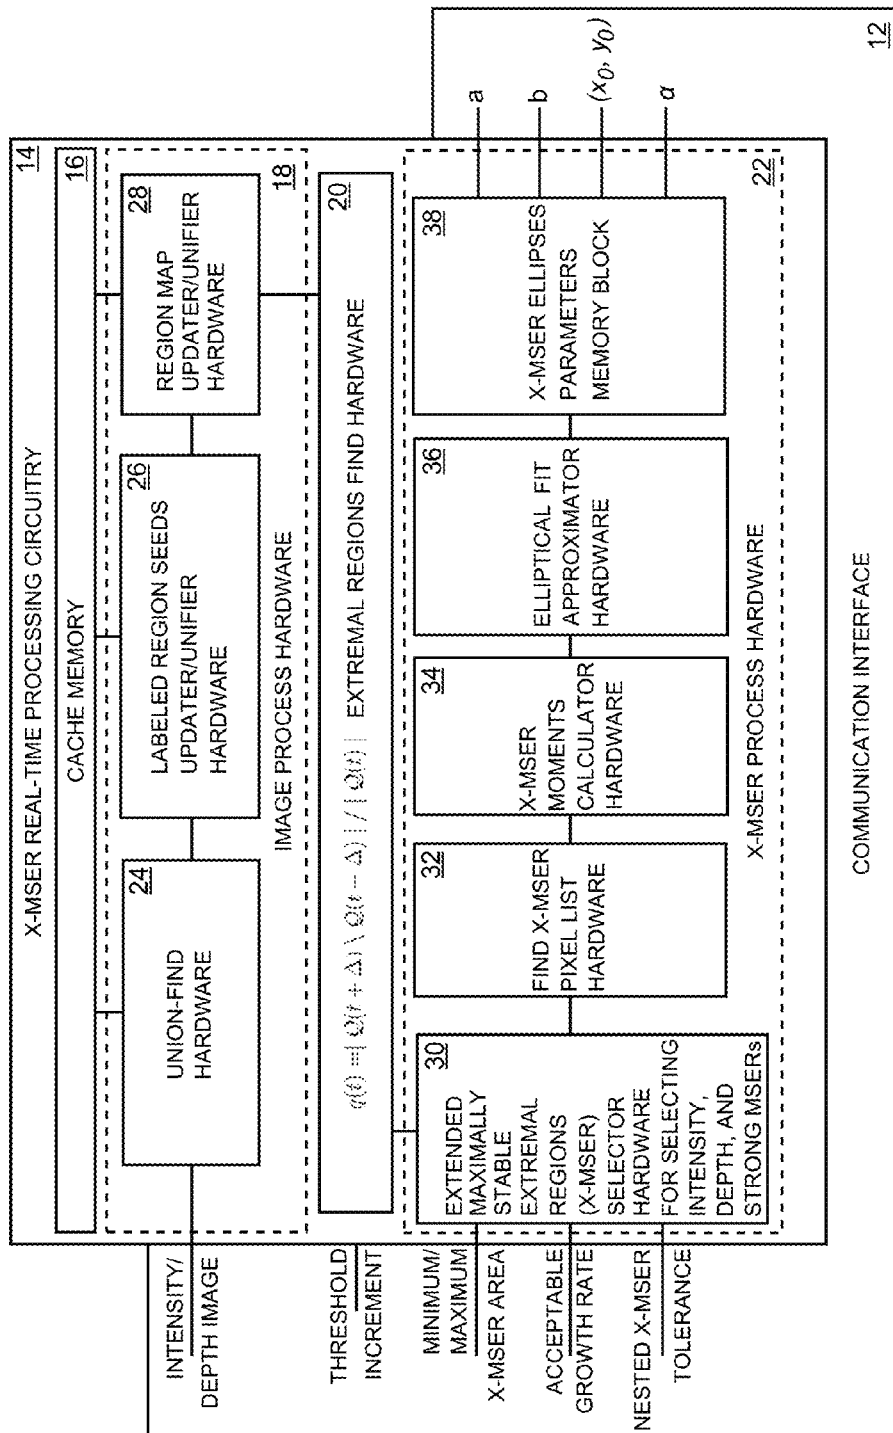 X-MSER REAL-TIME PROCESSING CIRCUITRY
14
CACHE MEMORY
16
INTENSITY/
DEPTH IMAGE
24
UNION-FIND
HARDWARE
26
LABELED REGION SEEDS
UPDATER/UNIFIER
HARDWARE
28
REGION MAP
UPDATER/UNIFIER
HARDWARE
IMAGE PROCESS HARDWARE
18
THRESHOLD
INCREMENT
q(t) =| Q(t + Δ) \ Q(t − Δ) | / | Q(t) |
EXTREMAL REGIONS FIND HARDWARE
20
MINIMUM/
MAXIMUM
X-MSER AREA
ACCEPTABLE
GROWTH RATE
NESTED X-MSER
TOLERANCE
30
EXTENDED
MAXIMALLY
STABLE
EXTREMAL
REGIONS
(X-MSER)
SELECTOR
HARDWARE
FOR SELECTING
INTENSITY,
DEPTH, AND
STRONG MSERs
32
FIND X-MSER
PIXEL LIST
HARDWARE
34
X-MSER
MOMENTS
CALCULATOR
HARDWARE
36
ELLIPTICAL FIT
APPROXIMATOR
HARDWARE
38
X-MSER ELLIPSES
PARAMETERS
MEMORY BLOCK
a
b
(x0, y0)
α
X-MSER PROCESS HARDWARE
22
COMMUNICATION INTERFACE
12